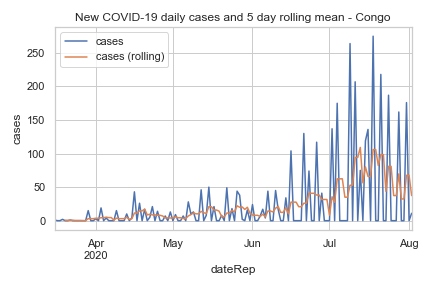 New COVID-19 daily cases and 5 day rolling mean - Congo
cases
cases (rolling)
250
200
150
100
50
0
cases
Apr
2020
May
Jun
Jul
Aug
dateRep